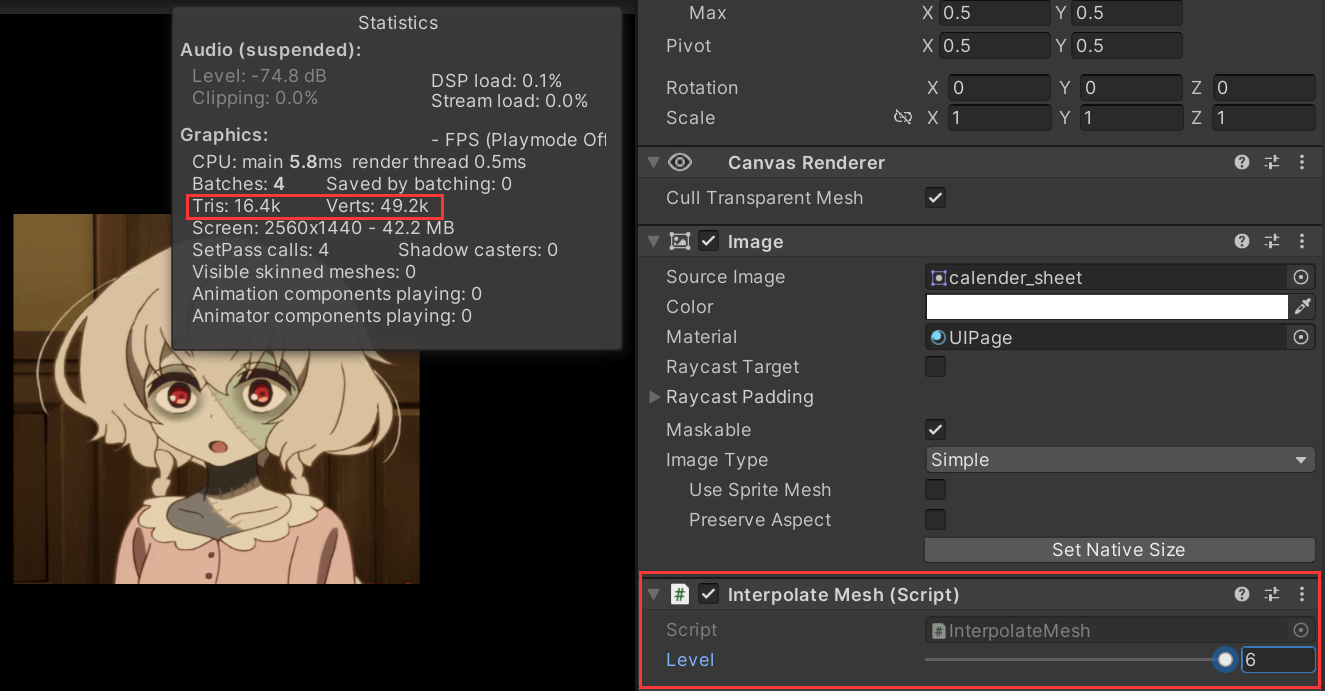 Statistics
Audio (suspended):
Level: -74.8 dB
DSP load: 0.1%
Clipping: 0.0%
Stream load: 0.0%
Graphics:
- FPS (Playmode Off
CPU: main 5.8ms render thread 0.5ms
Batches: 4 Saved by batching: 0
Tris: 16.4k Verts: 49.2k
Screen: 2560x1440 - 42.2 MB
SetPass calls: 4 Shadow casters: 0
Visible skinned meshes: 0
Animation components playing: 0
Animator components playing: 0
Max X 0.5 Y 0.5
Pivot X 0.5 Y 0.5
Rotation X 0 Y 0 Z 0
Scale X 1 Y 1 Z 1
Canvas Renderer
Cull Transparent Mesh
Image
Source Image calender_sheet
Color
Material UIPage
Raycast Target
Raycast Padding
Maskable
Image Type Simple
Use Sprite Mesh
Preserve Aspect
Set Native Size
# Interpolate Mesh (Script)
Script # InterpolateMesh
Level 6